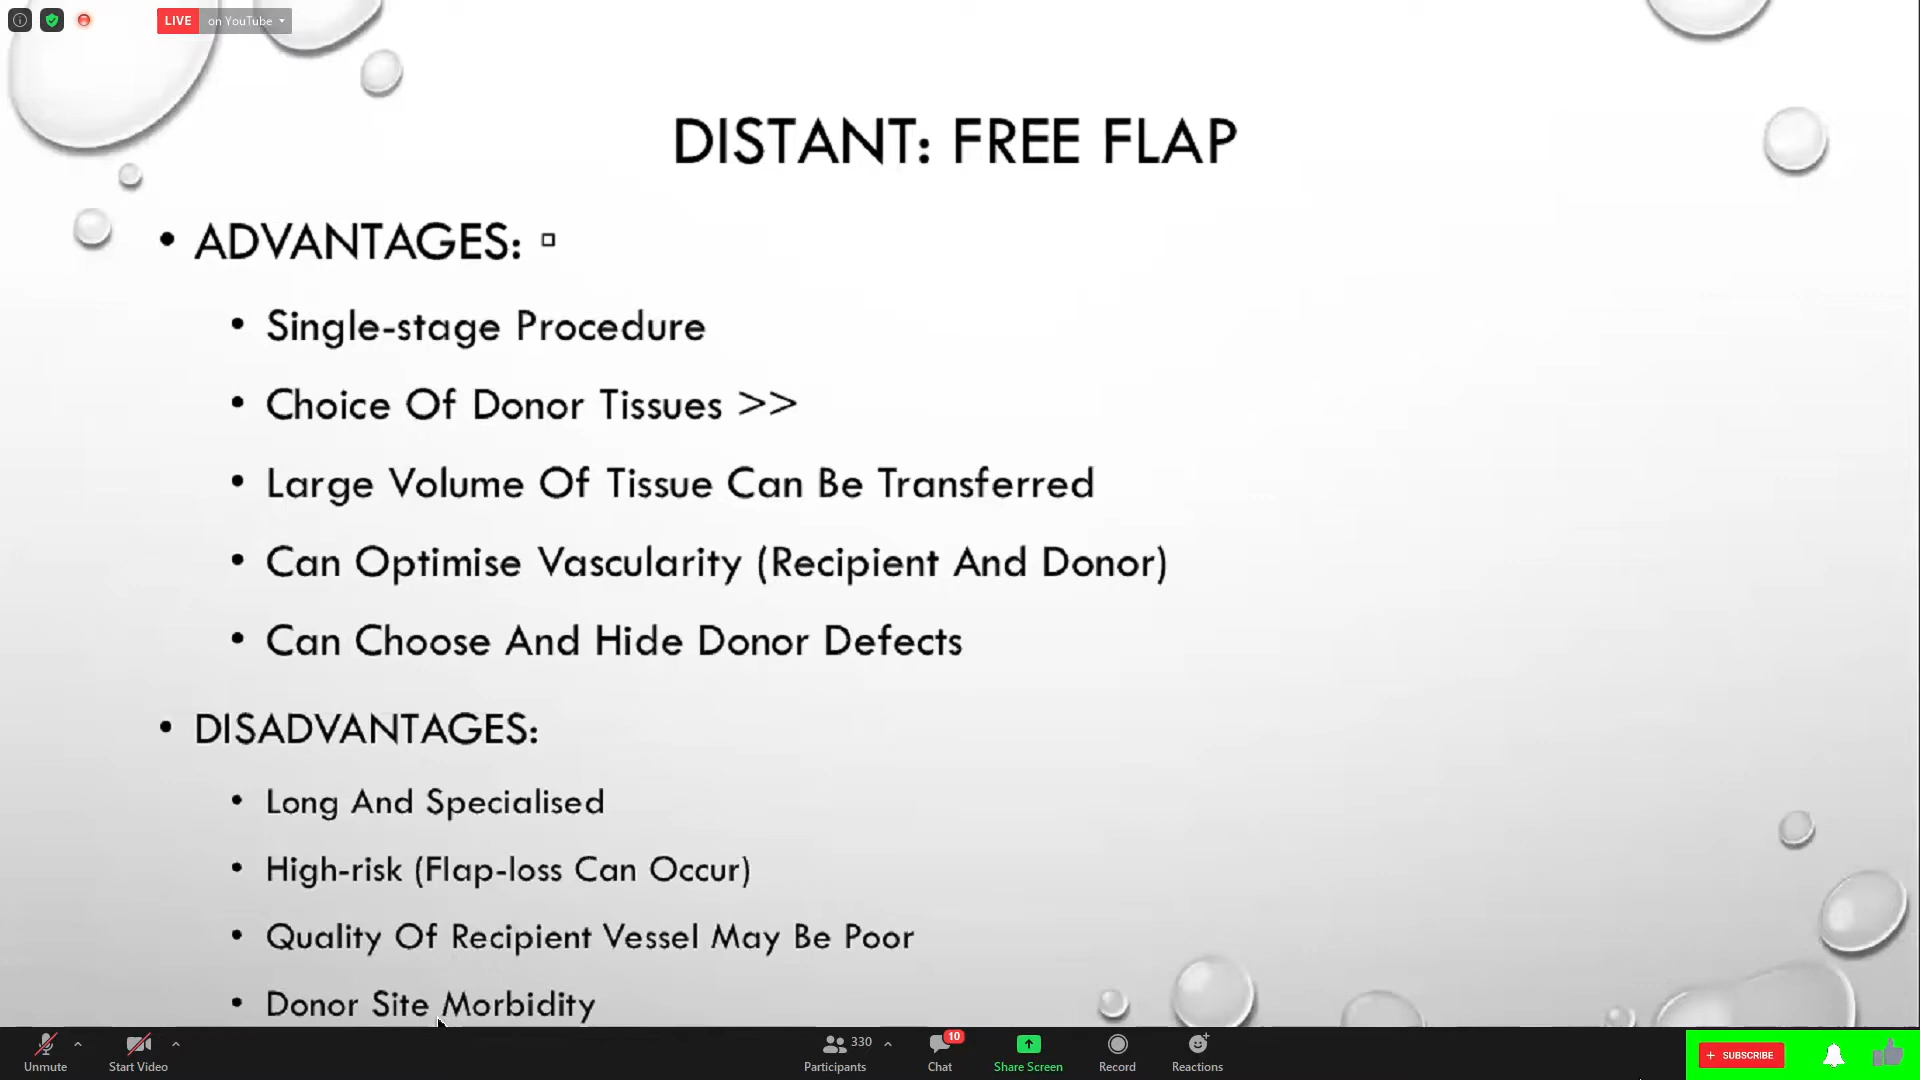 LIVE on YouTube
DISTANT: FREE FLAP
• ADVANTAGES: ▫
• Single-stage Procedure
• Choice Of Donor Tissues >>
• Large Volume Of Tissue Can Be Transferred
• Can Optimise Vascularity (Recipient And Donor)
• Can Choose And Hide Donor Defects
• DISADVANTAGES:
• Long And Specialised
• High-risk (Flap-loss Can Occur)
• Quality Of Recipient Vessel May Be Poor
• Donor Site Morbidity
330 10
Unmute Start Video Participants Chat Share Screen Record Reactions
+ SUBSCRIBE